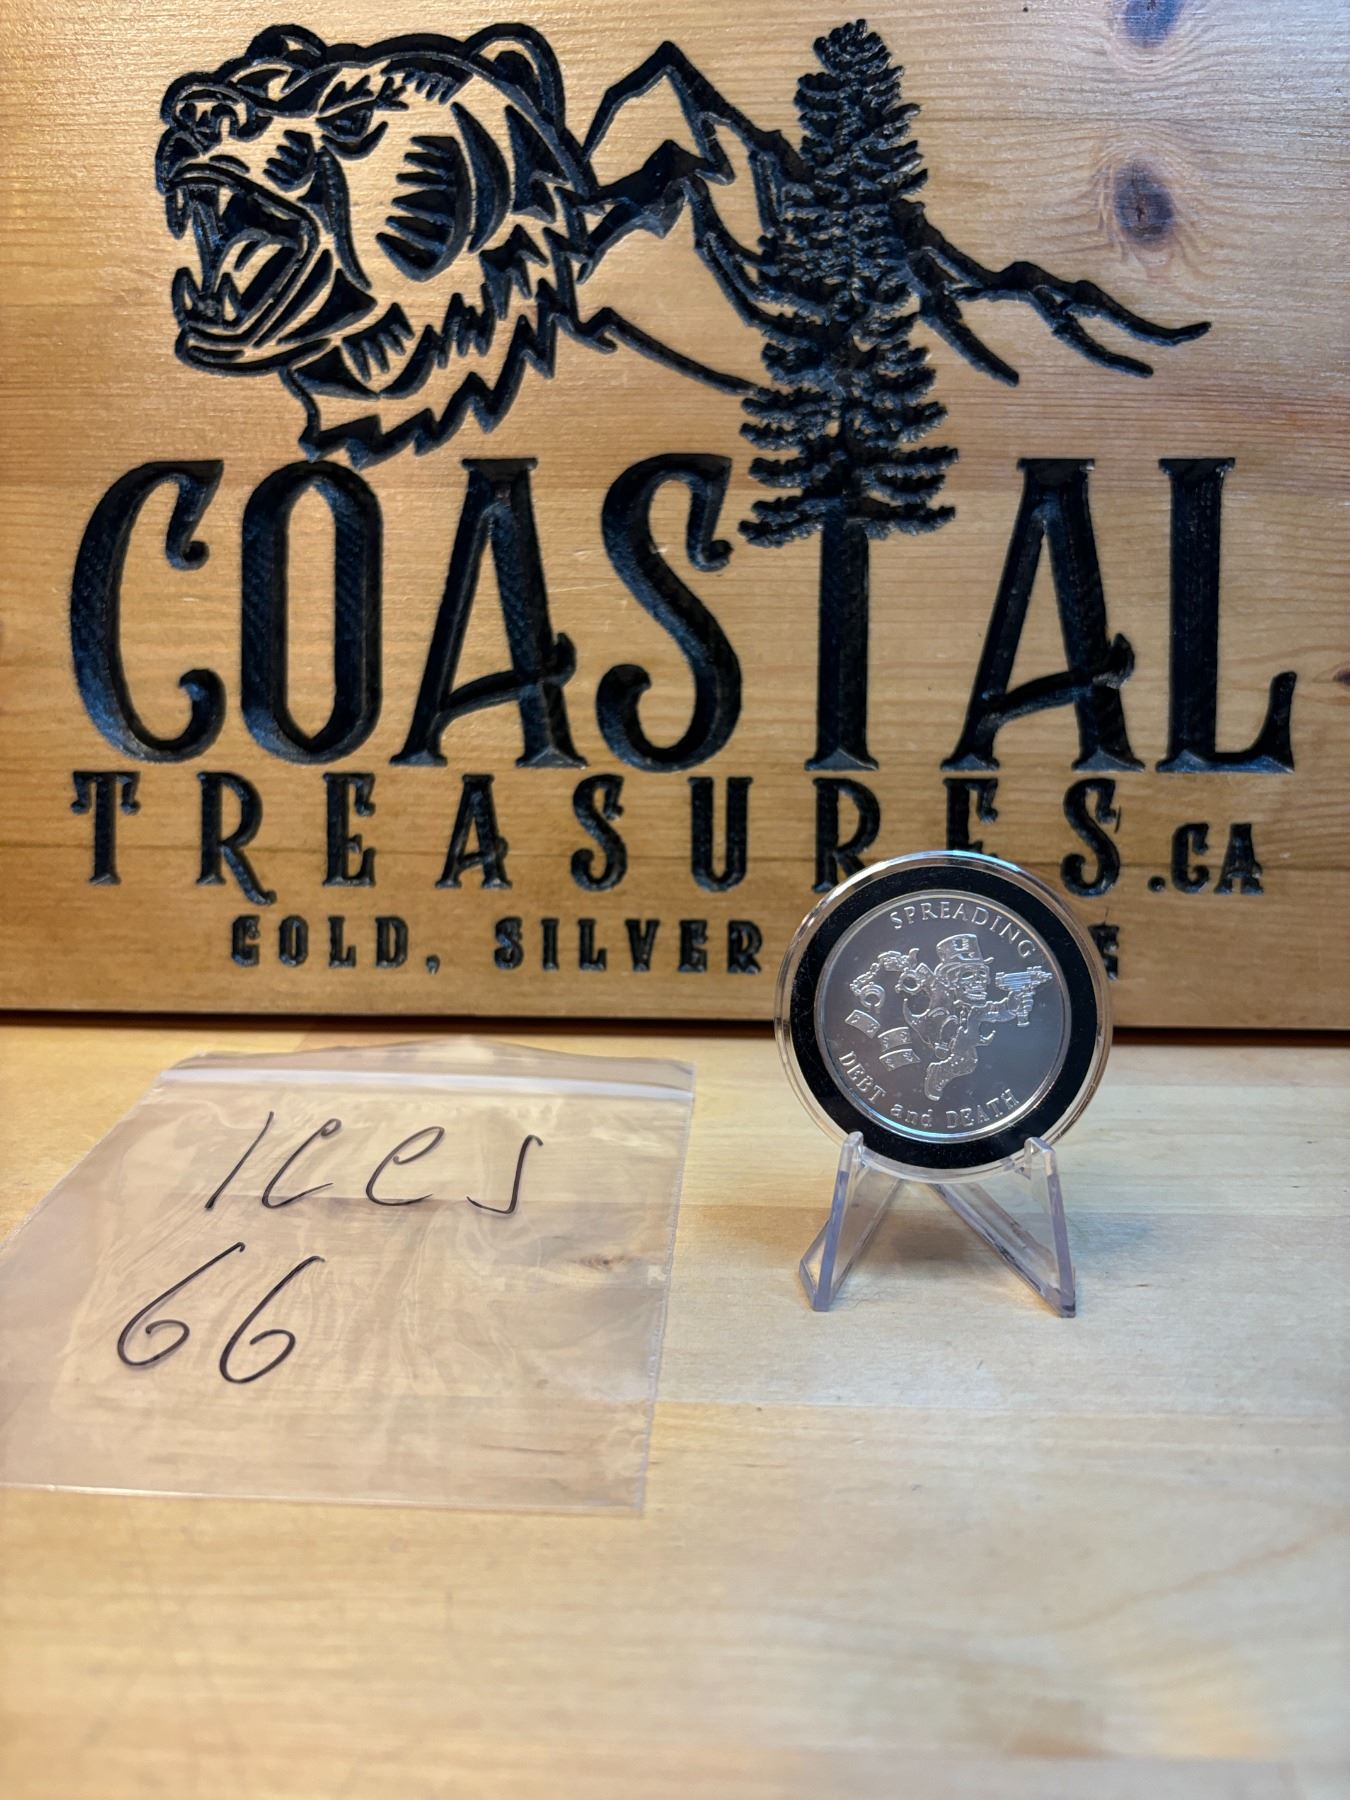 COASTAL
TREASURES.CA
GOLD, SILVER
SPREADING
DEBT and DEATH
Ices
66